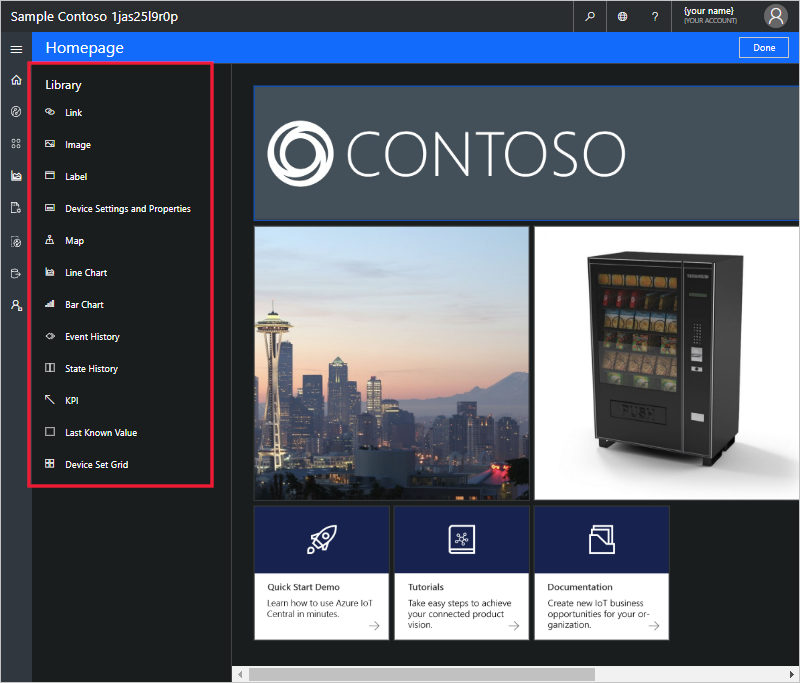 Sample Contoso 1jas25l9r0p
?
{your name}
(YOUR ACCOUNT)
Homepage
Done
Library
Link
Image
Label
Device Settings and Properties
Map
Line Chart
Bar Chart
Event History
State History
KPI
Last Known Value
Device Set Grid
CONTOSO
PUSH
Quick Start Demo
Learn how to use Azure IoT
Central in minutes.
Tutorials
Take easy steps to achieve
your connected product
vision.
Documentation
Create new IoT business
opportunities for your or-
ganization.